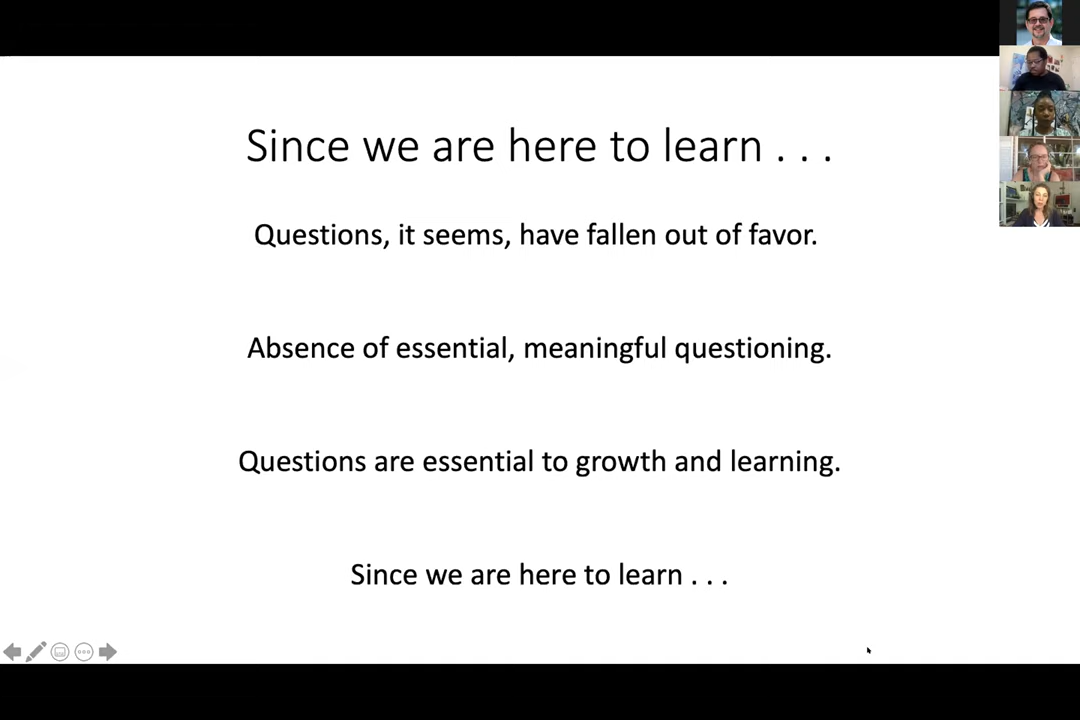 Since we are here to learn . . .
Questions, it seems, have fallen out of favor.
Absence of essential, meaningful questioning.
Questions are essential to growth and learning.
Since we are here to learn . . .